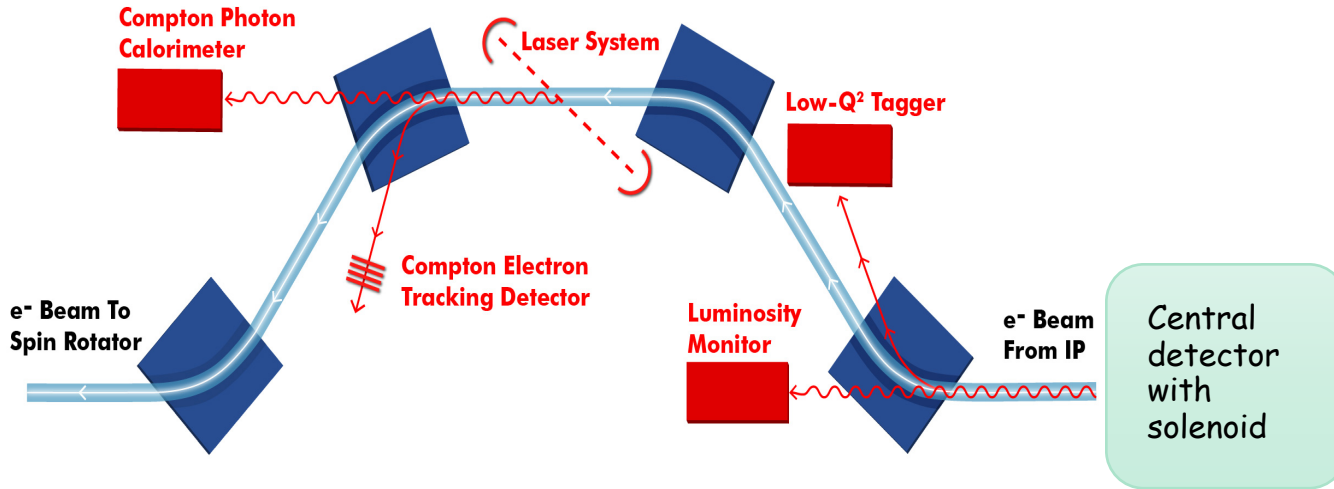 Compton Photon
Calorimeter
Laser System
Low-Q² Tagger
Compton Electron
Tracking Detector
e- Beam To
Spin Rotator
Luminosity
Monitor
e- Beam
From IP
Central
detector
with
solenoid